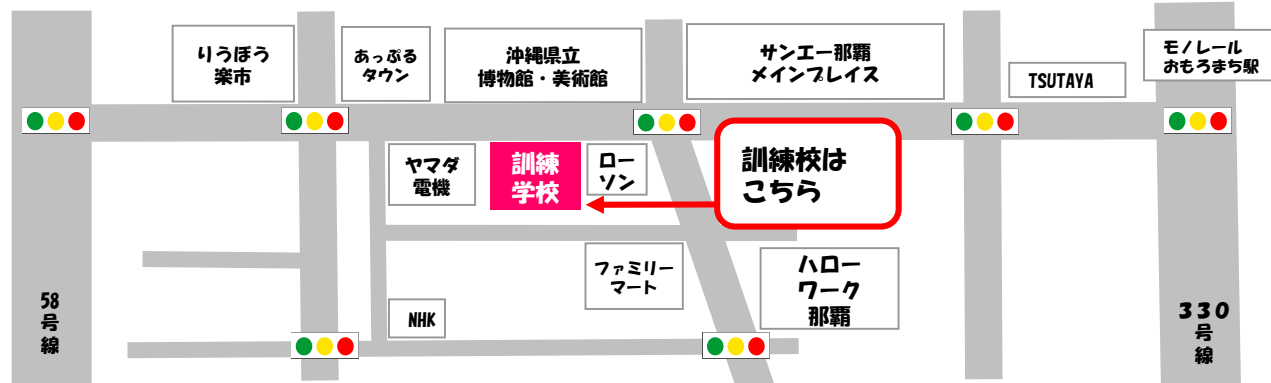 りうぼう
楽市
あっぷる
タウン
沖縄県立
博物館・美術館
サンエー那覇
メインプレイス
TSUTAYA
モノレール
おもろまち駅
ヤマダ
電機
訓練
学校
ロー
ソン
訓練校は
こちら
ファミリー
マート
ハロー
ワーク
那覇
NHK
58
号
線
330
号
線